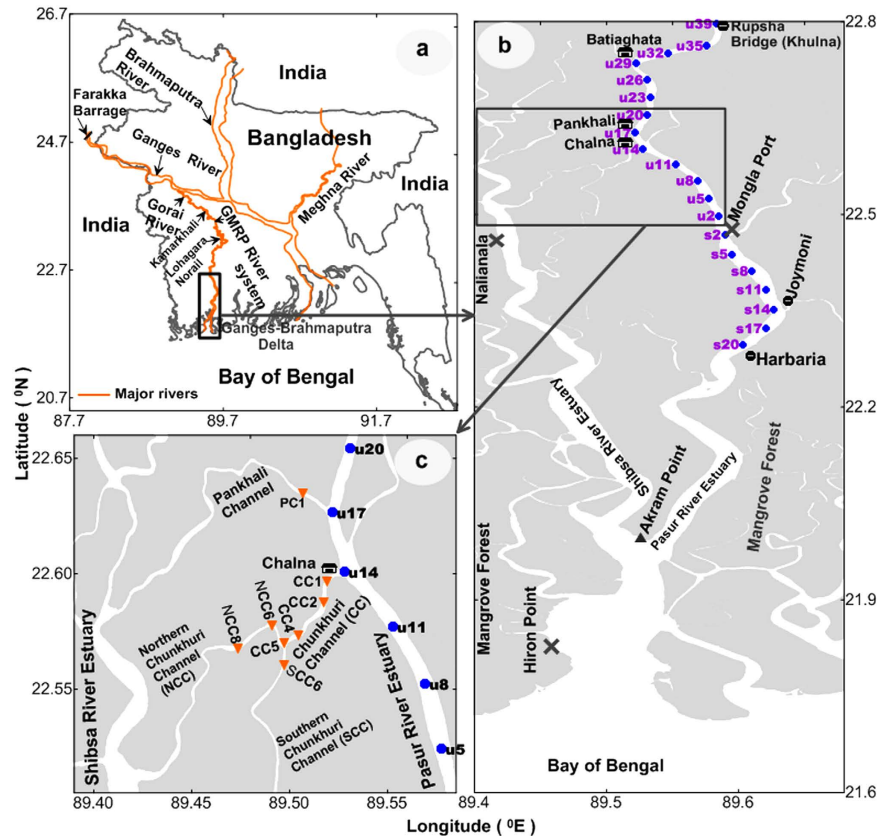 26.7
24.7
22.7
20.7
87.7
89.7
91.7
Latitude ( ⁰N)
a
India
Brahmaputra
River
Farakka
Barrage
Bangladesh
Ganges River
Meghna River
India
India
Gorai
River
Kamarkhali
Lohagara
Norail
GMRP River
system
Ganges-Brahmaputra
Delta
Bay of Bengal
Major rivers
b
22.8
22.5
22.2
21.9
21.6
89.4
89.5
89.6
u39
Rupsha
Bridge (Khulna)
Batiaghata
u35
u32
u29
u26
u23
u20
Pankhali
u17
Chalna
u14
u11
u8
u5
u2
Mongla Port
s2
s5
s8
s11
Joymoni
s14
s17
s20
Harbaria
Nalianala
Shibsa River Estuary
Akram Point
Pasur River Estuary
Mangrove Forest
Mangrove Forest
Hiron Point
Bay of Bengal
c
22.65
22.60
22.55
89.40
89.45
89.50
89.55
Longitude ( ⁰E)
u20
Pankhali
Channel
PC1
u17
Chalna
u14
CC1
CC2
NCC6
CC4
Chunkhuri
Channel (CC)
u11
NCC8
CC5
SCC6
Northern
Chunkhuri
Channel
(NCC)
u8
Southern
Chunkhuri
Channel (SCC)
u5
Shibsa River Estuary
Pasur River Estuary